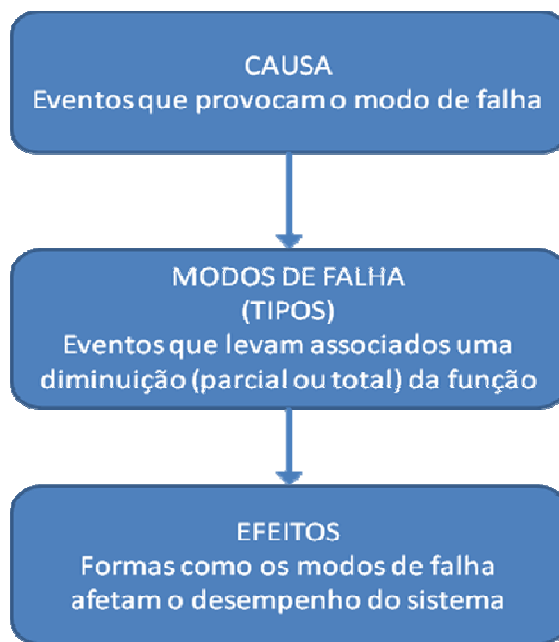 CAUSA
Eventos que provocam o modo de falha
MODOS DE FALHA
(TIPOS)
Eventos que levam associados uma
diminuição (parcial ou total) da função
EFEITOS
Formas como os modos de falha
afetam o desempenho do sistema